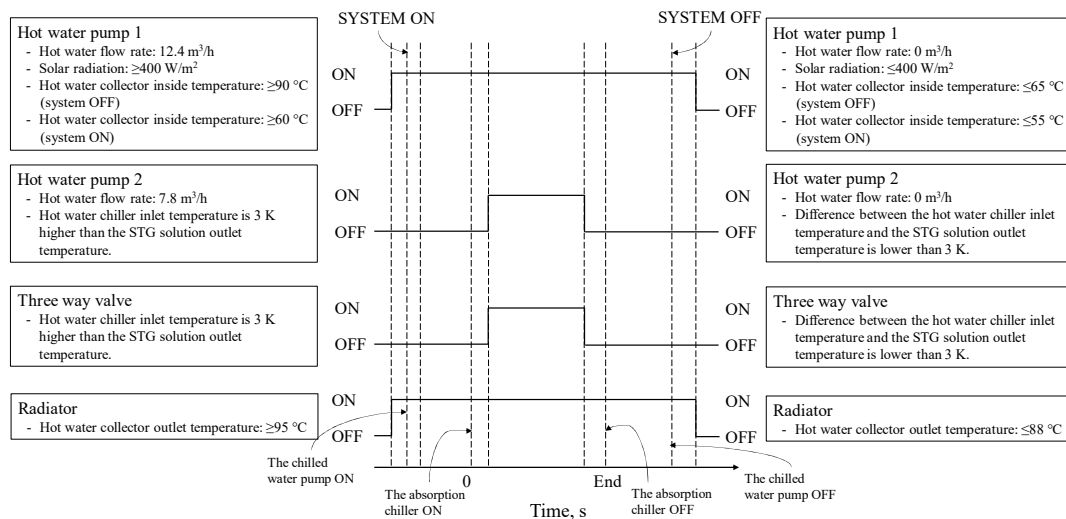 SYSTEM ON
SYSTEM OFF
Hot water pump 1
- Hot water flow rate: 12.4 m³/h
- Solar radiation: ≥400 W/m²
- Hot water collector inside temperature: ≥90 °C
(system OFF)
- Hot water collector inside temperature: ≥60 °C
(system ON)
ON
OFF
ON
OFF
Hot water pump 1
- Hot water flow rate: 0 m³/h
- Solar radiation: ≤400 W/m²
- Hot water collector inside temperature: ≤65 °C
(system OFF)
- Hot water collector inside temperature: ≤55 °C
(system ON)
Hot water pump 2
- Hot water flow rate: 7.8 m³/h
- Hot water chiller inlet temperature is 3 K
higher than the STG solution outlet
temperature.
ON
OFF
ON
OFF
Hot water pump 2
- Hot water flow rate: 0 m³/h
- Difference between the hot water chiller inlet
temperature and the STG solution outlet
temperature is lower than 3 K.
Three way valve
- Hot water chiller inlet temperature is 3 K
higher than the STG solution outlet
temperature.
ON
OFF
ON
OFF
Three way valve
- Difference between the hot water chiller inlet
temperature and the STG solution outlet
temperature is lower than 3 K.
Radiator
- Hot water collector outlet temperature: ≥95 °C
ON
OFF
ON
OFF
Radiator
- Hot water collector outlet temperature: ≤88 °C
The chilled
water pump ON
0
The absorption
chiller ON
End
Time, s
The absorption
chiller OFF
The chilled
water pump OFF